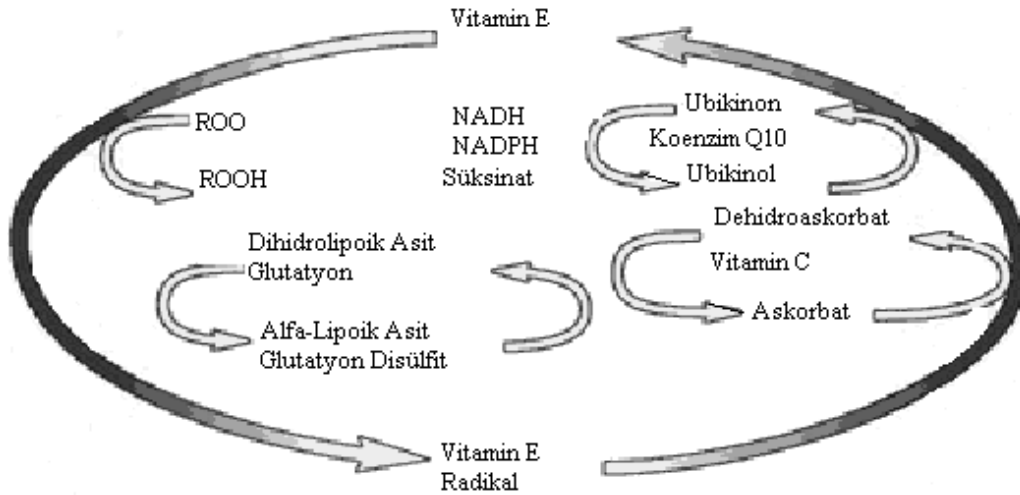 Vitamin E
ROO
ROOH
NADH
NADPH
Süksinat
Ubikinon
Koenzim Q10
Ubikinol
Dehidroaskorbat
Vitamin C
Askorbat
Dihidrolipoik Asit
Glutatyon
Alfa-Lipoik Asit
Glutatyon Disülfit
Vitamin E
Radikal